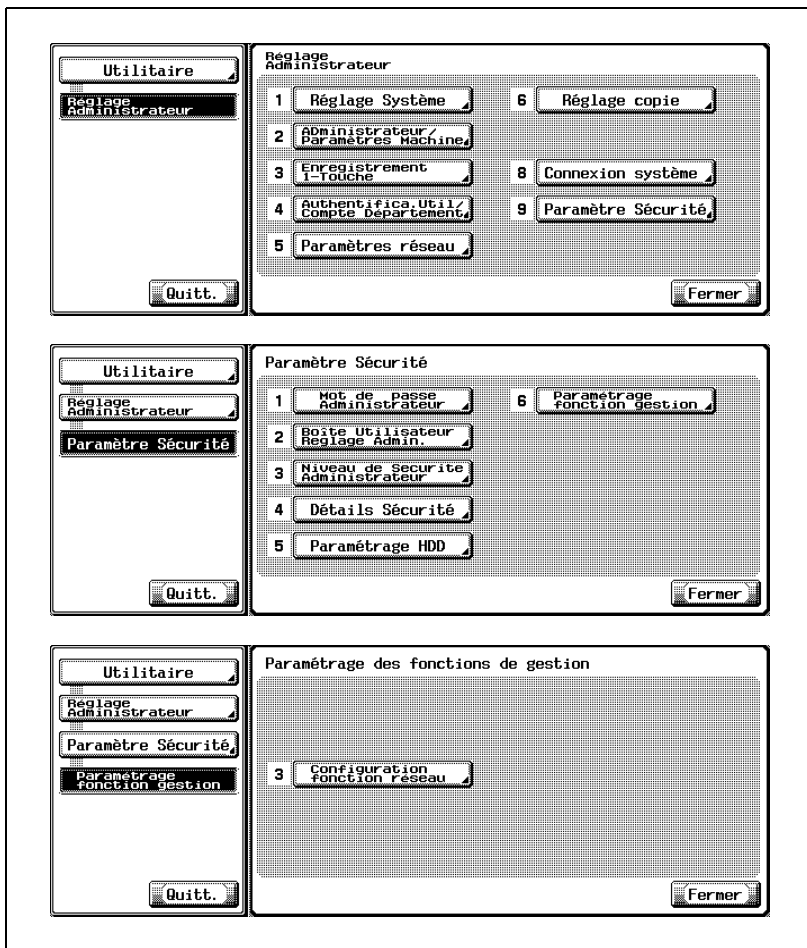 Utilitaire
Réglage
Administrateur
Quitt.
Réglage
Administrateur
1 Réglage Système
2 ADministrateur/
Paramètres Machine
3 Enregistrement
1-Touche
4 Authentifica.Util/
Compte Département
5 Paramètres réseau
6 Réglage copie
8 Connexion système
9 Paramètre Sécurité
Fermer
Utilitaire
Réglage
Administrateur
Paramètre Sécurité
Quitt.
Paramètre Sécurité
1 Mot de passe
Administrateur
2 Boîte Utilisateur
Réglage Admin.
3 Niveau de Sécurité
Administrateur
4 Détails Sécurité
5 Paramétrage HDD
6 Paramétrage
fonction gestion
Fermer
Utilitaire
Réglage
Administrateur
Paramètre Sécurité
Paramétrage
fonction gestion
Quitt.
Paramétrage des fonctions de gestion
3 Configuration
fonction réseau
Fermer